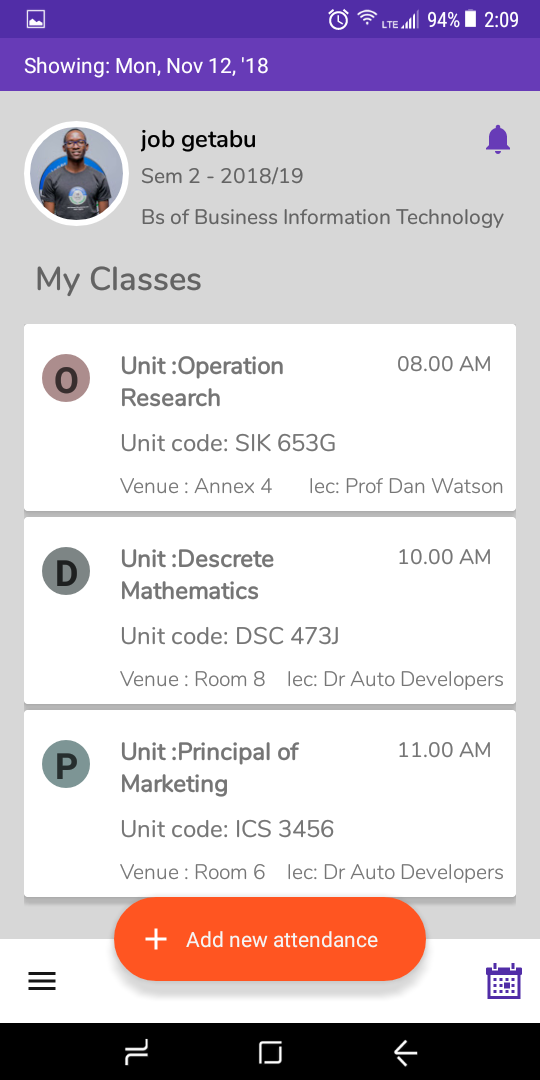 LTE 94% 2:09
Showing: Mon, Nov 12, '18
job getabu
Sem 2 - 2018/19
Bs of Business Information Technology
My Classes
O
Unit :Operation 08.00 AM
Research
Unit code: SIK 653G
Venue : Annex 4 lec: Prof Dan Watson
D
Unit :Descrete 10.00 AM
Mathematics
Unit code: DSC 473J
Venue : Room 8 lec: Dr Auto Developers
P
Unit :Principal of 11.00 AM
Marketing
Unit code: ICS 3456
Venue : Room 6 lec: Dr Auto Developers
+ Add new attendance